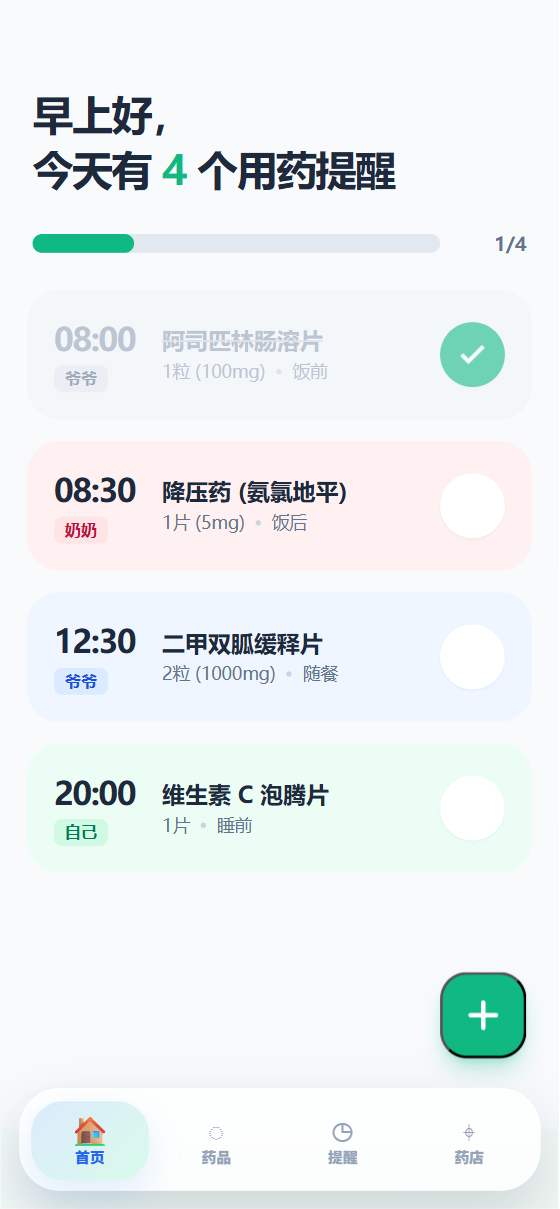 早上好，
今天有 4 个用药提醒
1/4
08:00 阿司匹林肠溶片
爷爷 1粒 (100mg) • 饭前
08:30 降压药 (氨氯地平)
奶奶 1片 (5mg) • 饭后
12:30 二甲双胍缓释片
爷爷 2粒 (1000mg) • 随餐
20:00 维生素 C 泡腾片
自己 1片 • 睡前
首页 药品 提醒 药店